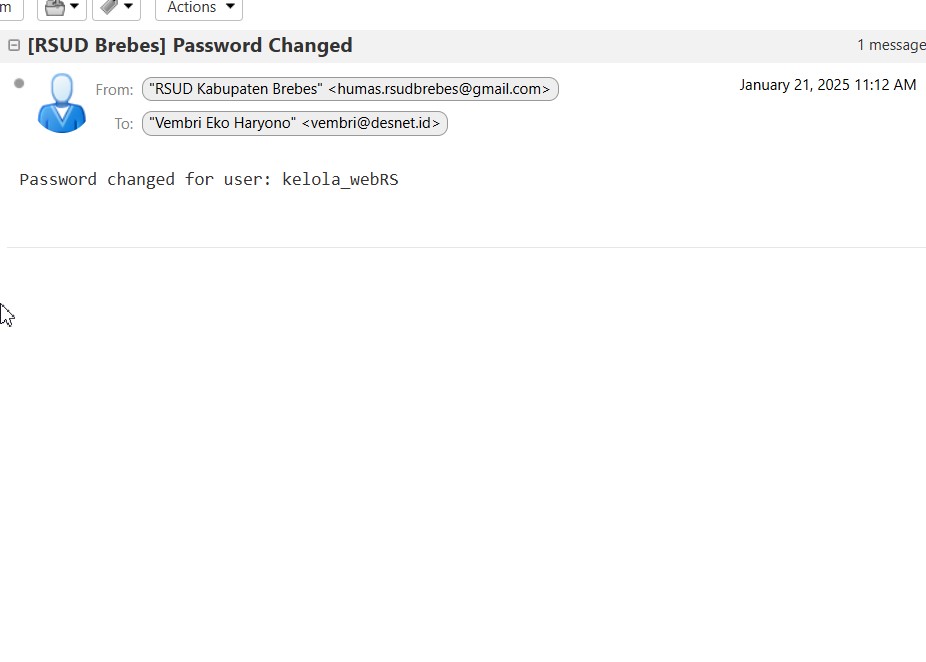 m
Actions
[RSUD Brebes] Password Changed
1 message
From: "RSUD Kabupaten Brebes" <humas.rsudbrebes@gmail.com>
January 21, 2025 11:12 AM
To: "Vembri Eko Haryono" <vembri@desnet.id>
Password changed for user: kelola_webRS